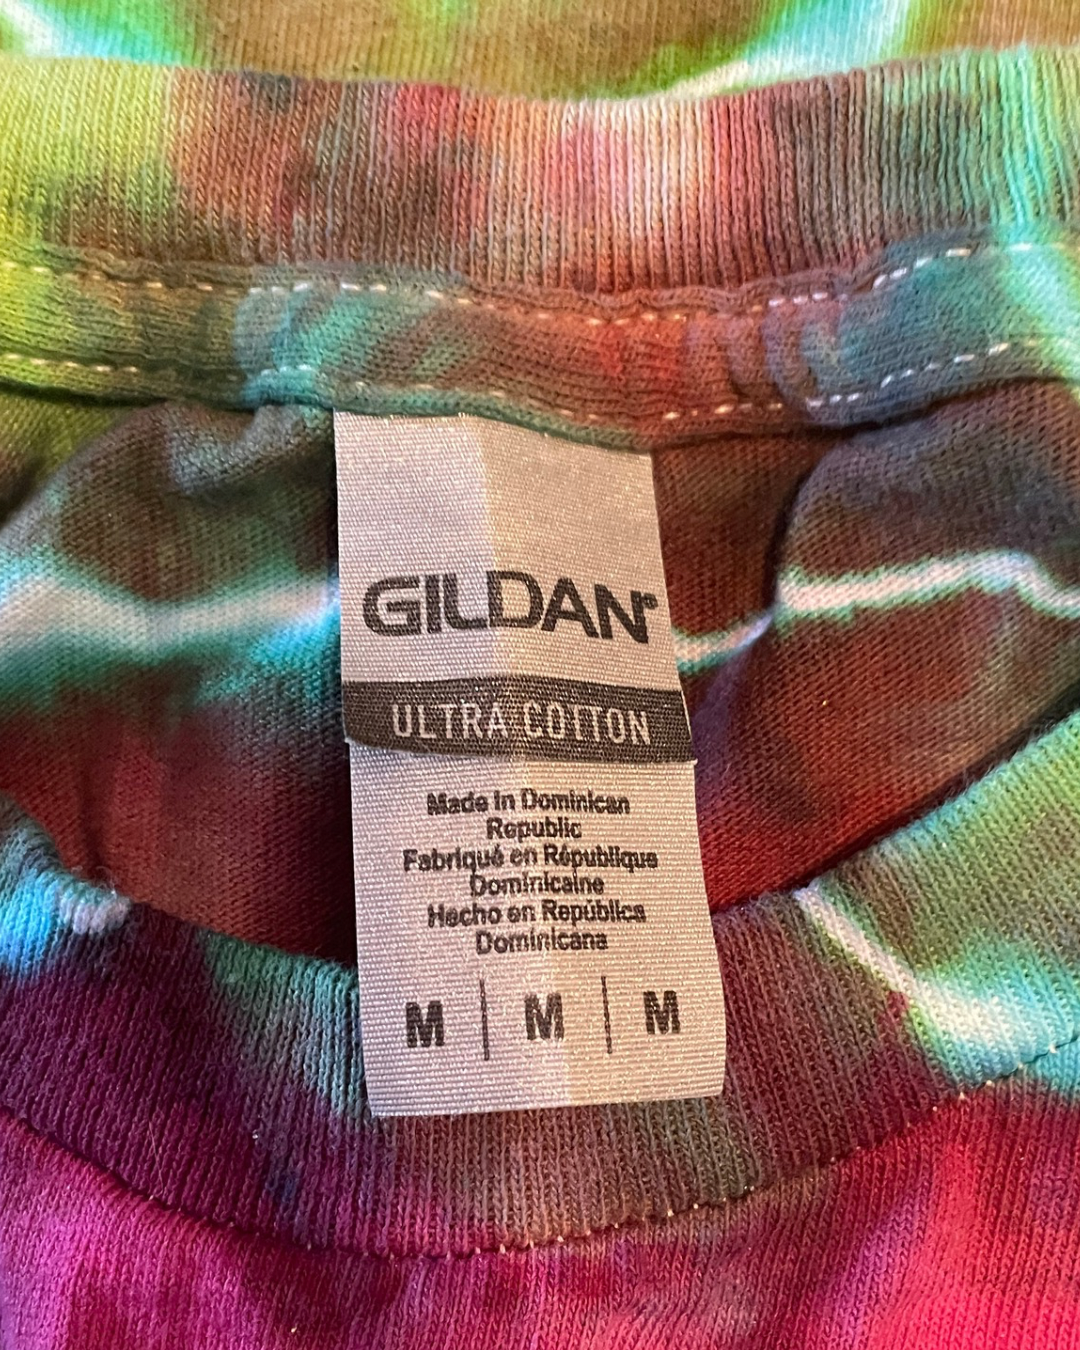 GILDAN®
ULTRA COTTON
Made in Dominican
Republic
Fabriqué en République
Dominicaine
Hecho en República
Dominicana
M | M | M